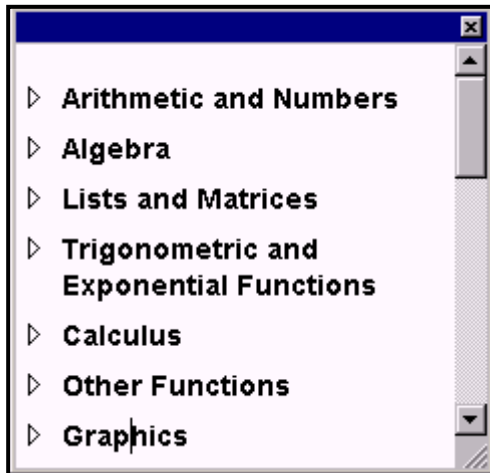 Arithmetic and Numbers
Algebra
Lists and Matrices
Trigonometric and
Exponential Functions
Calculus
Other Functions
Graphics